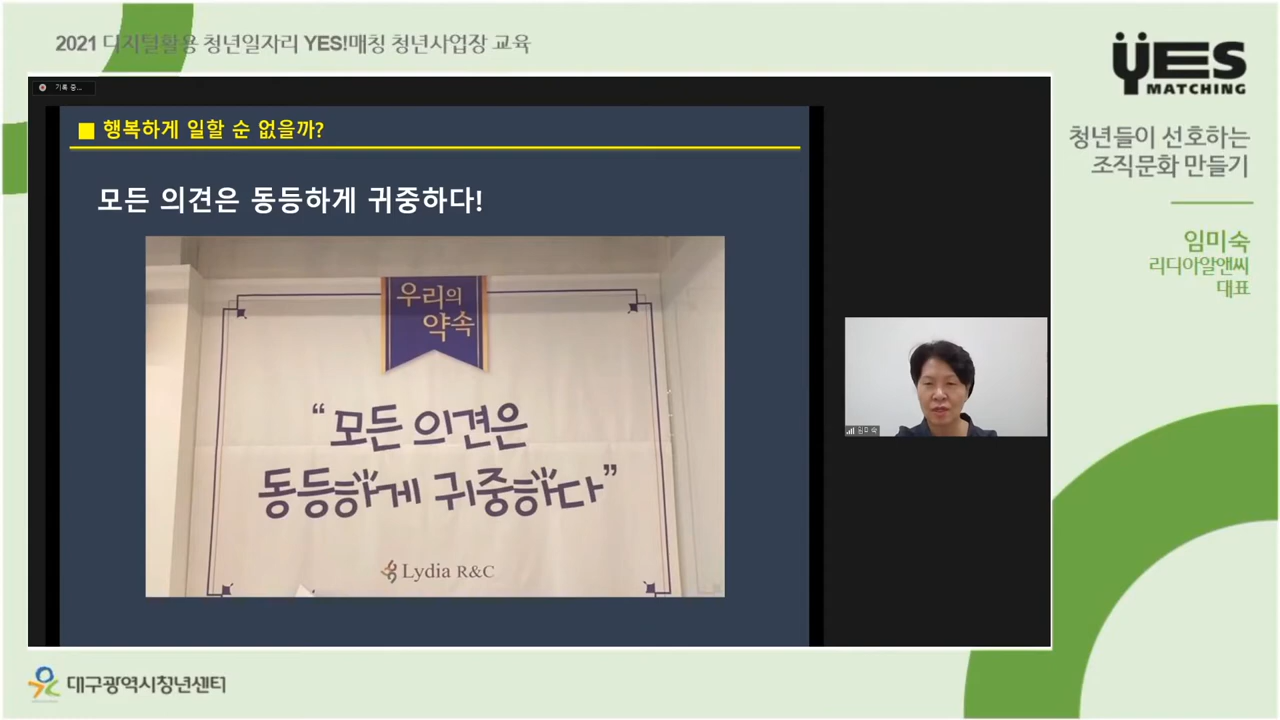 2021 디지털활용 청년일자리 YES!매칭 청년사업장 교육
YES
MATCHING
청년들이 선호하는
조직문화 만들기
임미숙
리디아알앤씨
대표
기록 중...
행복하게 일할 순 없을까?
모든 의견은 동등하게 귀중하다!
우리의
약속
“모든 의견은
동등하게 귀중하다”
Lydia R&C
임미숙
대구광역시청년센터